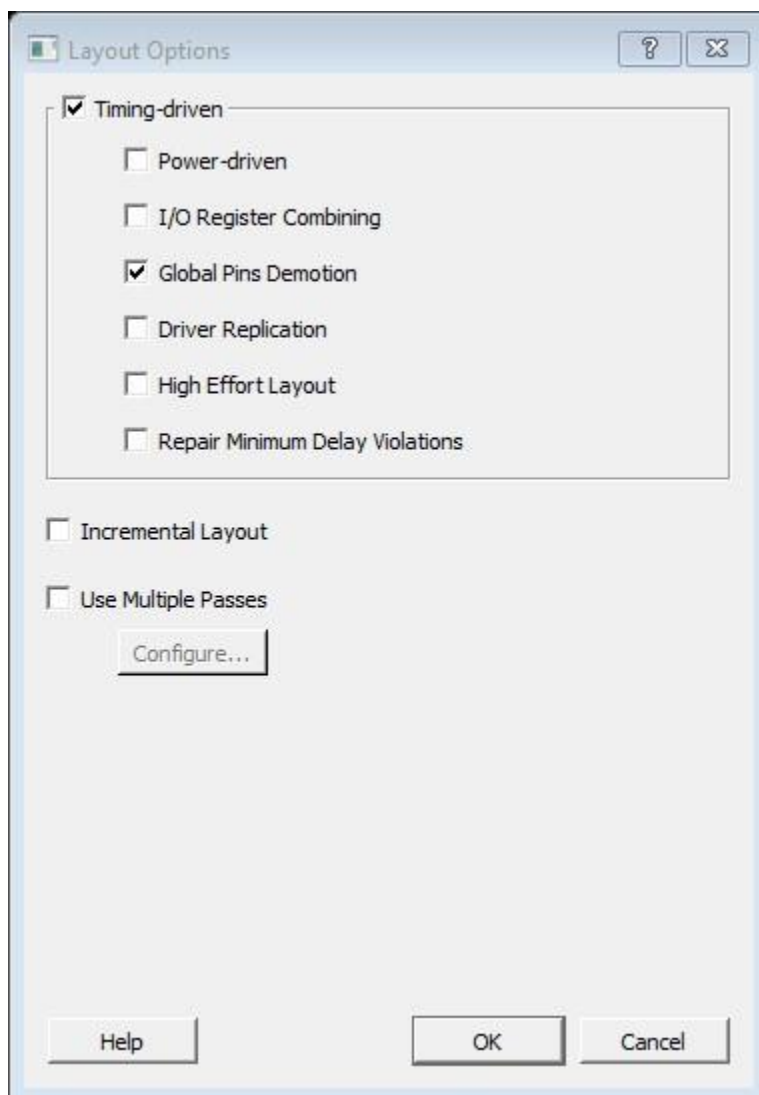 Layout Options
Timing-driven
Power-driven
I/O Register Combining
Global Pins Demotion
Driver Replication
High Effort Layout
Repair Minimum Delay Violations
Incremental Layout
Use Multiple Passes
Configure...
Help OK Cancel